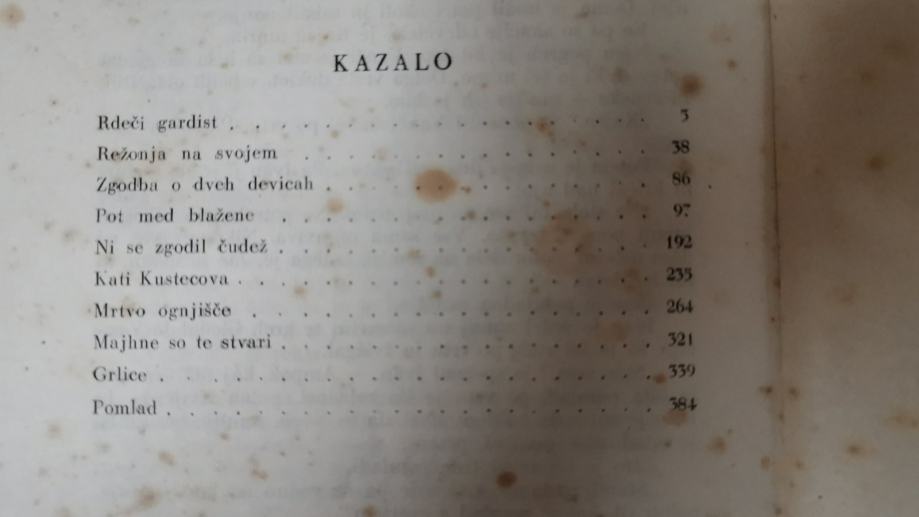 KAZALO
Rdeči gardist . . . . . . . . . . . . . . . . . . 5
Režonja na svojem . . . . . . . . . . . . . . . 38
Zgodba o dveh devicah . . . . . . . . . . . . . 86
Pot med blažene . . . . . . . . . . . . . . . . 97
Ni se zgodil čudež . . . . . . . . . . . . . . . 192
Kati Kustecova . . . . . . . . . . . . . . . . . 235
Mrtvo ognjišče . . . . . . . . . . . . . . . . . 264
Majhne so te stvari . . . . . . . . . . . . . . . 321
Grlice . . . . . . . . . . . . . . . . . . . . . 339
Pomlad . . . . . . . . . . . . . . . . . . . . . 384